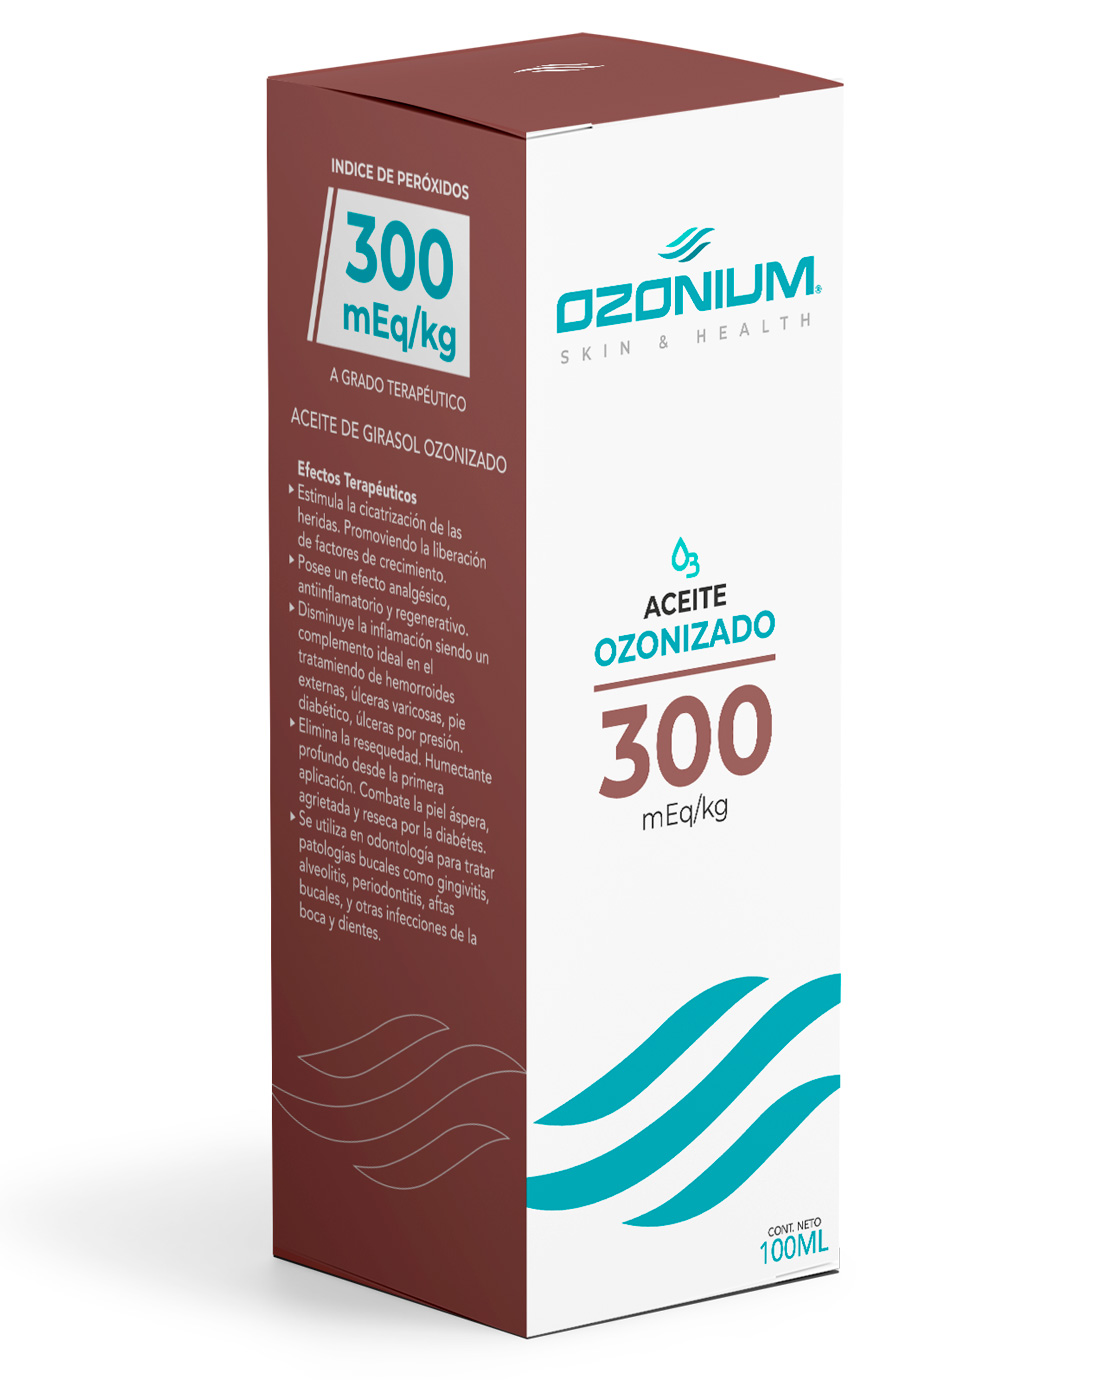 INDICE DE PERÓXIDOS
300
mEq/kg
A GRADO TERAPÉUTICO
ACEITE DE GIRASOL OZONIZADO
Efectos Terapéuticos
Estimula la cicatrización de las
heridas. Promoviendo la liberación
de factores de crecimiento.
Posee un efecto analgésico,
antiinflamatorio y regenerativo.
Disminuye la inflamación siendo un
complemento ideal en el
tratamiendo de hemorroides
externas, úlceras varicosas, pie
diabético, úlceras por presión.
Elimina la resequedad. Humectante
profundo desde la primera
aplicación. Combate la piel áspera,
agrietada y reseca por la diabétes.
Se utiliza en odontología para tratar
patologías bucales como gingivitis,
alveolitis, periodontitis, aftas
bucales, y otras infecciones de la
boca y dientes.
OZONIUM®
SKIN & HEALTH
O3
ACEITE
OZONIZADO
300
mEq/kg
CONT. NETO
100ML